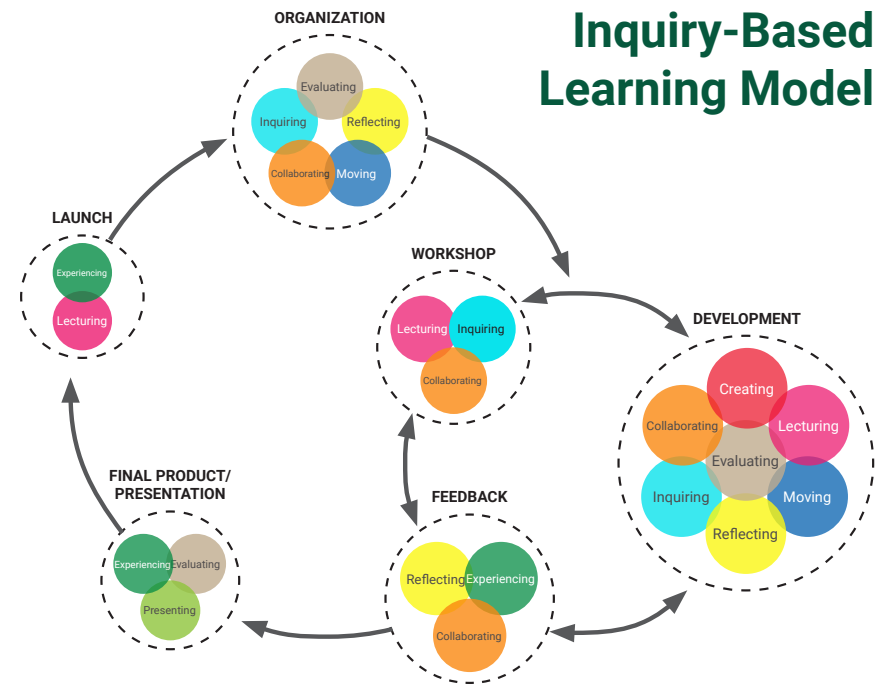 Inquiry-Based
Learning Model
ORGANIZATION
Evaluating
Inquiring
Reflecting
Collaborating
Moving
LAUNCH
Experiencing
Lecturing
WORKSHOP
Lecturing
Inquiring
Collaborating
DEVELOPMENT
Creating
Collaborating
Lecturing
Evaluating
Inquiring
Moving
Reflecting
FINAL PRODUCT/
PRESENTATION
Experiencing
Evaluating
Presenting
FEEDBACK
Reflecting
Experiencing
Collaborating